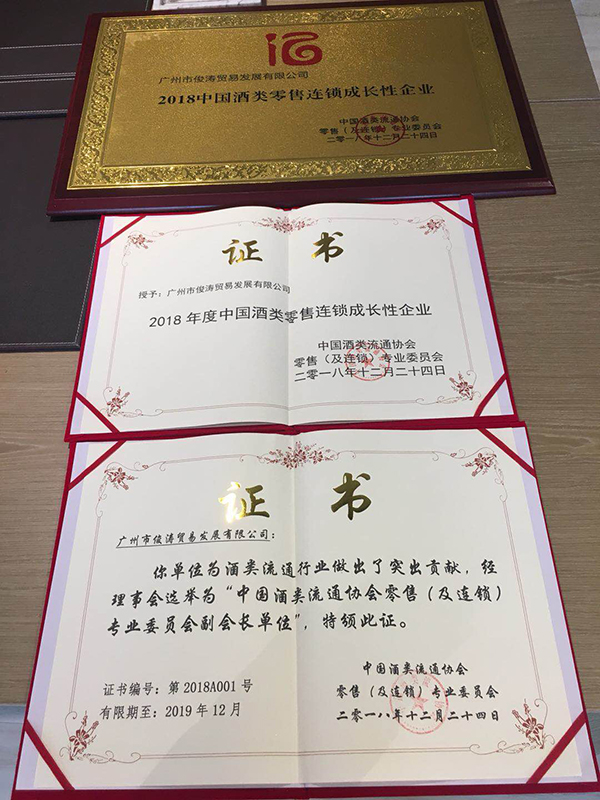 广州市俊涛贸易发展有限公司
2018中国酒类零售连锁成长性企业
中国酒类流通协会
零售（及连锁）专业委员会
二零一八年十二月二十四日
证书
授予：广州市俊涛贸易发展有限公司
2018年度中国酒类零售连锁成长性企业
中国酒类流通协会
零售（及连锁）专业委员会
二零一八年十二月二十四日
证书
广州市俊涛贸易发展有限公司：
你单位为酒类流通行业做出了突出贡献，经
理事会选举为“中国酒类流通协会零售（及连锁）
专业委员会副会长单位”，特颁此证。
证书编号：第2018A001号
有限期至：2019年12月
中国酒类流通协会
零售（及连锁）专业委员会
二零一八年十二月二十四日